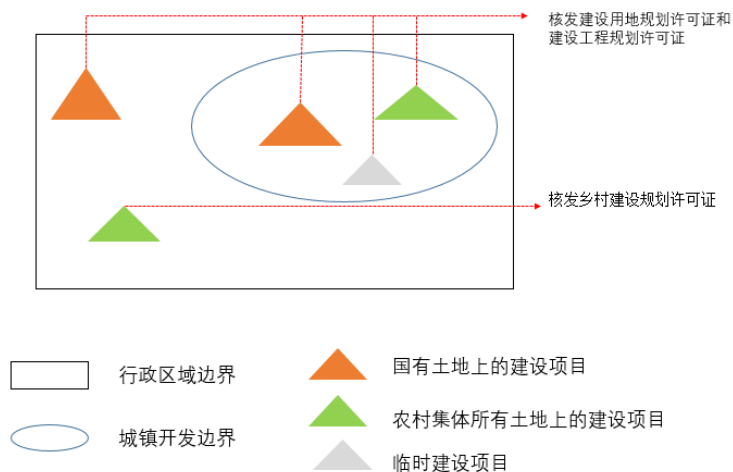 核发建设用地规划许可证和
建设工程规划许可证
核发乡村建设规划许可证
行政区域边界
国有土地上的建设项目
农村集体所有土地上的建设项目
城镇开发边界
临时建设项目